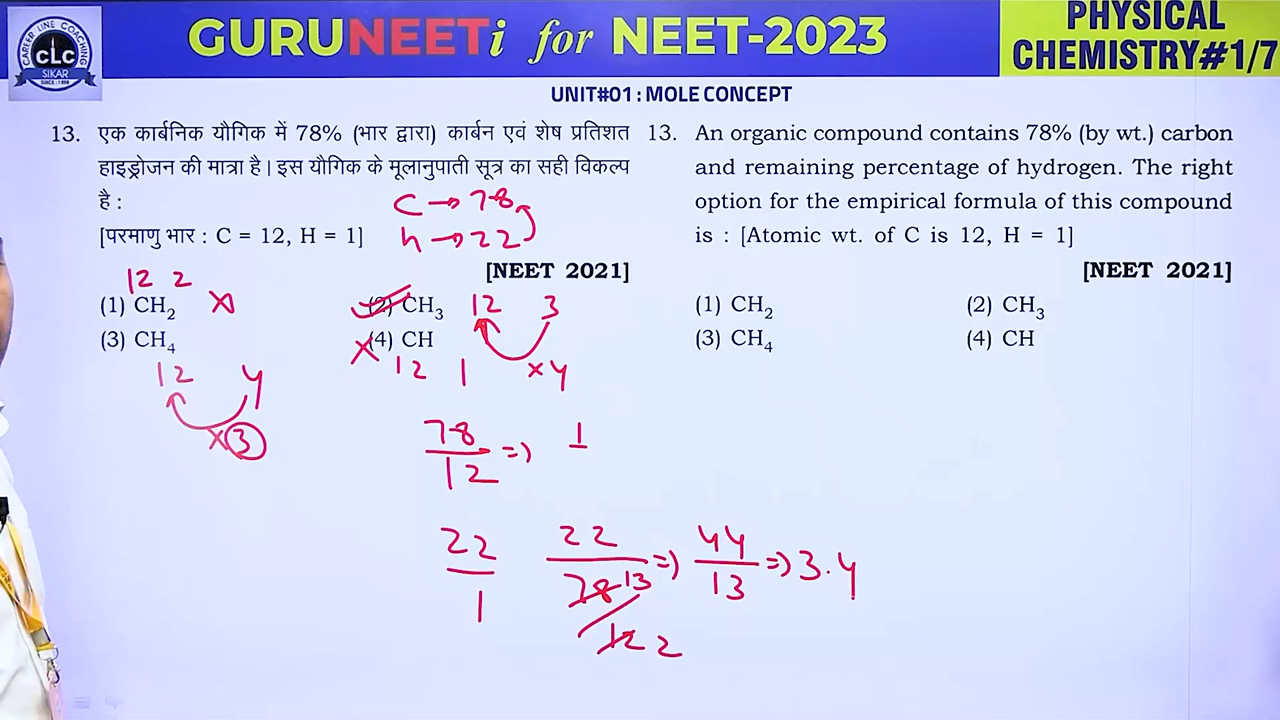 CAREER LINE COACHING
CLC
SIKAR
SINCE : 1996
GURUNEETi for NEET-2023
PHYSICAL
CHEMISTRY#1/7
UNIT#01 : MOLE CONCEPT
13. एक कार्बनिक यौगिक में 78% (भार द्वारा) कार्बन एवं शेष प्रतिशत
हाइड्रोजन की मात्रा है। इस यौगिक के मूलानुपाती सूत्र का सही विकल्प
है :
[परमाणु भार : C = 12, H = 1]
[NEET 2021]
(1) CH2
(2) CH3
(3) CH4
(4) CH
C → 78
h → 22
12 2
x
12 3
x4
x
12 1
12 4
x3
78/12 => 1
22/1
22
78 13
12 2
=> 44/13 => 3.4
13. An organic compound contains 78% (by wt.) carbon
and remaining percentage of hydrogen. The right
option for the empirical formula of this compound
is : [Atomic wt. of C is 12, H = 1]
[NEET 2021]
(1) CH2
(2) CH3
(3) CH4
(4) CH